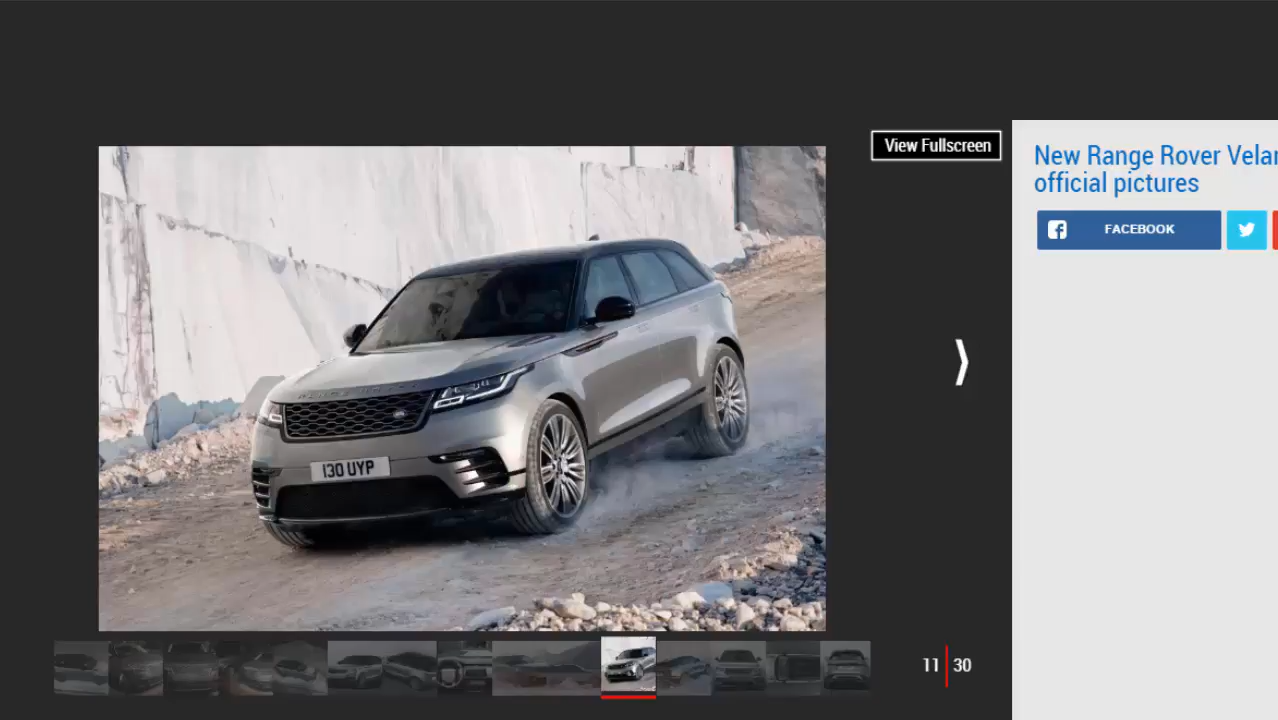 View Fullscreen
New Range Rover Velar
official pictures
FACEBOOK
130 UYP
11 30